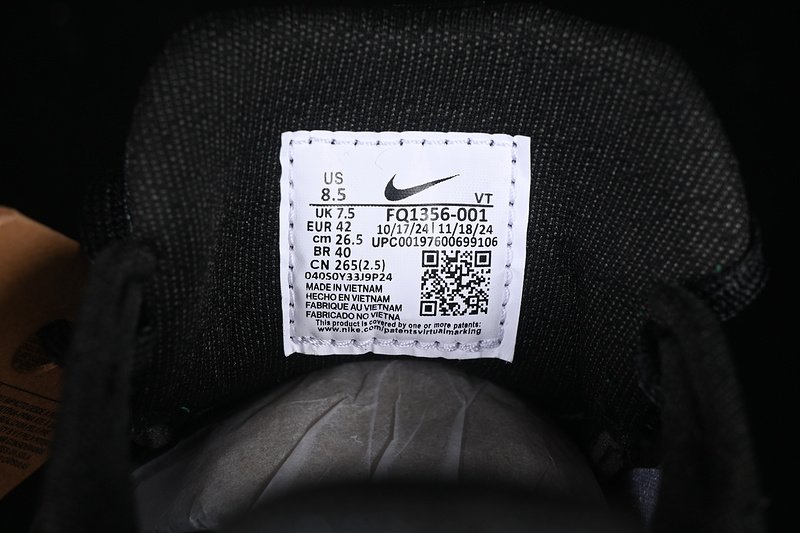 US
8.5
VT
UK 7.5
FQ1356-001
EUR 42
10/17/24 | 11/18/24
cm 26.5
UPC00197600699106
BR 40
CN 265(2.5)
040S0Y33J9P24
MADE IN VIETNAM
HECHO EN VIETNAM
FABRIQUE AU VIETNAM
FABRICADO NO VIETNA
This product is covered by one or more patents:
www.nike.com/patentsvirtualmarking